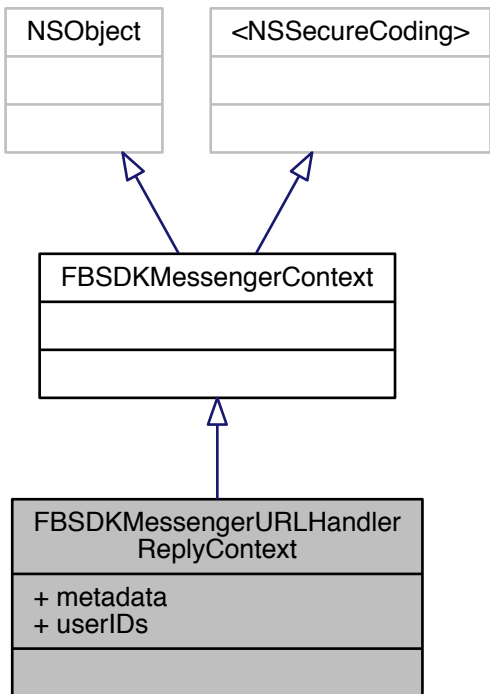 NSObject
<NSSecureCoding>
FBSDKMessengerContext
FBSDKMessengerURLHandler
ReplyContext
+ metadata
+ userIDs